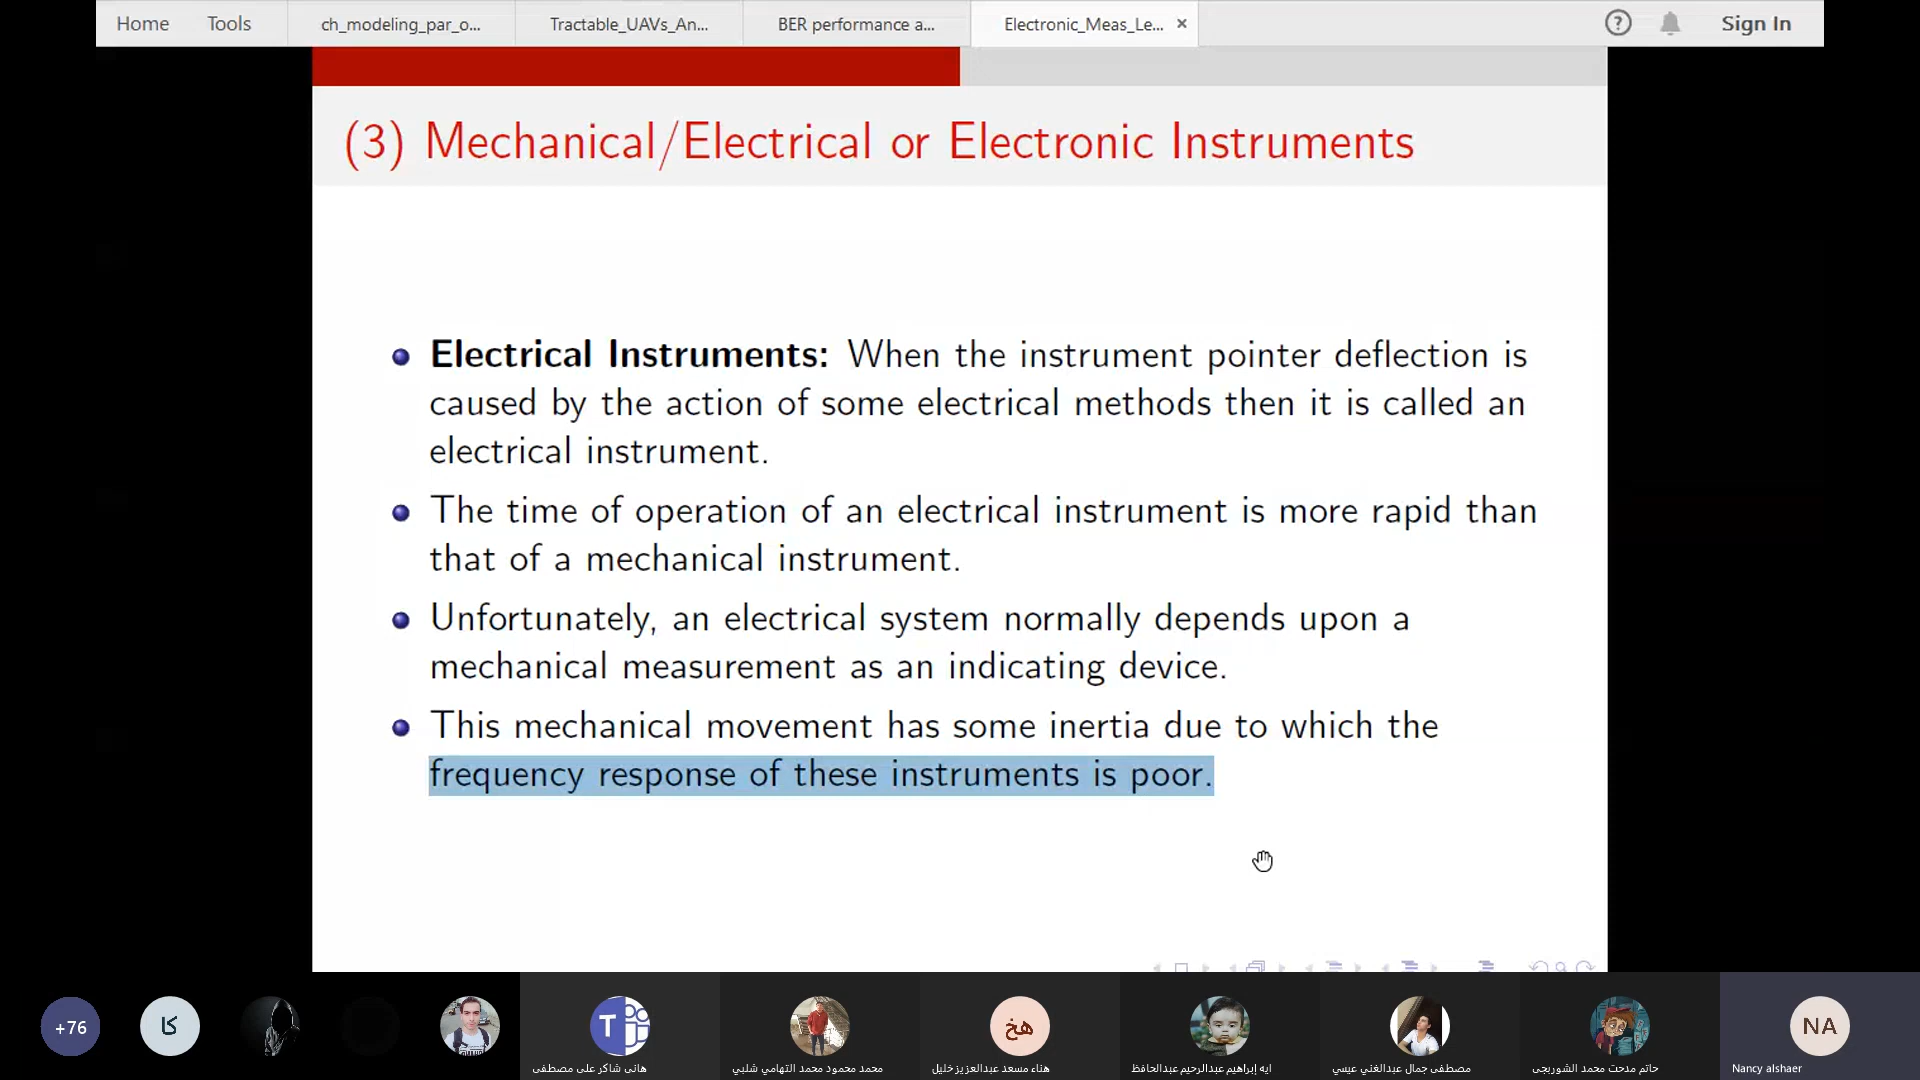 Home Tools ch_modeling_par_o... Tractable_UAVs_An... BER performance a... Electronic_Meas_Le... × ? Sign In
(3) Mechanical/Electrical or Electronic Instruments
Electrical Instruments: When the instrument pointer deflection is
caused by the action of some electrical methods then it is called an
electrical instrument.
The time of operation of an electrical instrument is more rapid than
that of a mechanical instrument.
Unfortunately, an electrical system normally depends upon a
mechanical measurement as an indicating device.
This mechanical movement has some inertia due to which the
frequency response of these instruments is poor.
+76 كا T هخ NA
هانى شاكر على مصطفى محمد محمود محمد التهامي شلبي هناء مسعد عبدالعزيز خليل ايه إبراهيم عبدالرحيم عبدالحافظ مصطفى جمال عبدالغني عيسي حاتم مدحت محمد الشوربجى Nancy alshaer